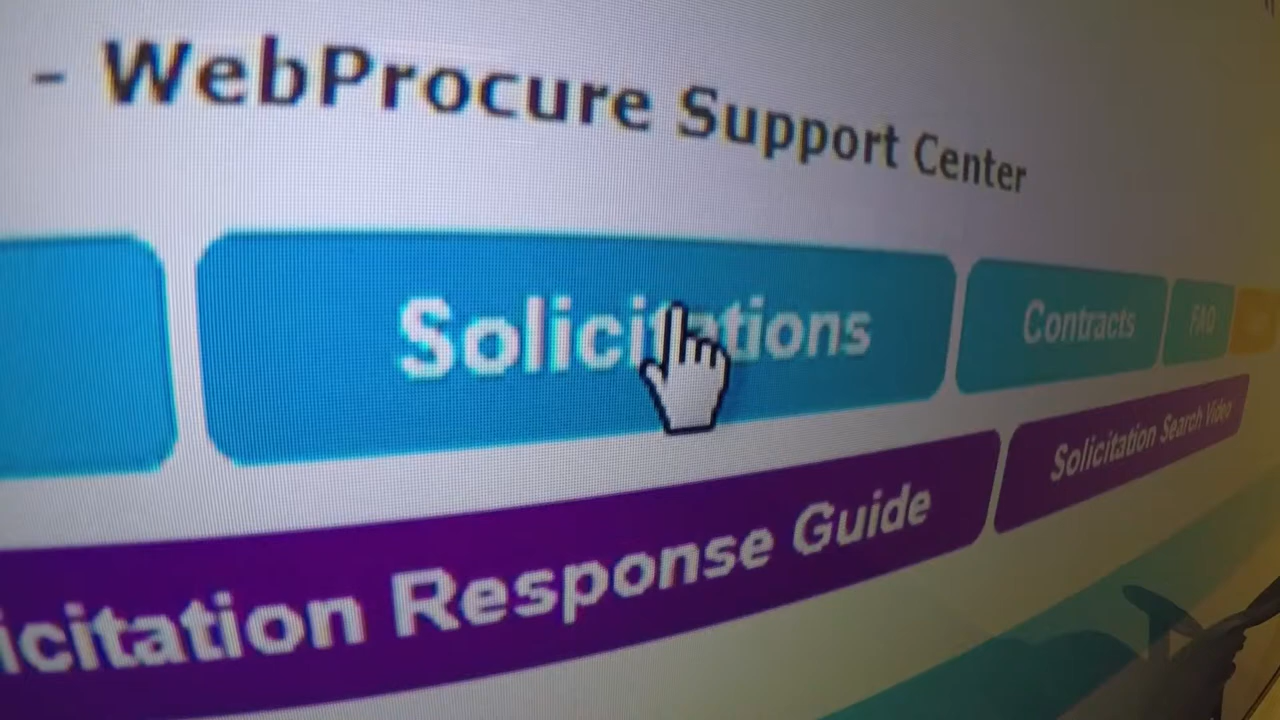 - WebProcure Support Center
Solicitations
Contracts
FAQ
icitation Response Guide
Solicitation Search Video